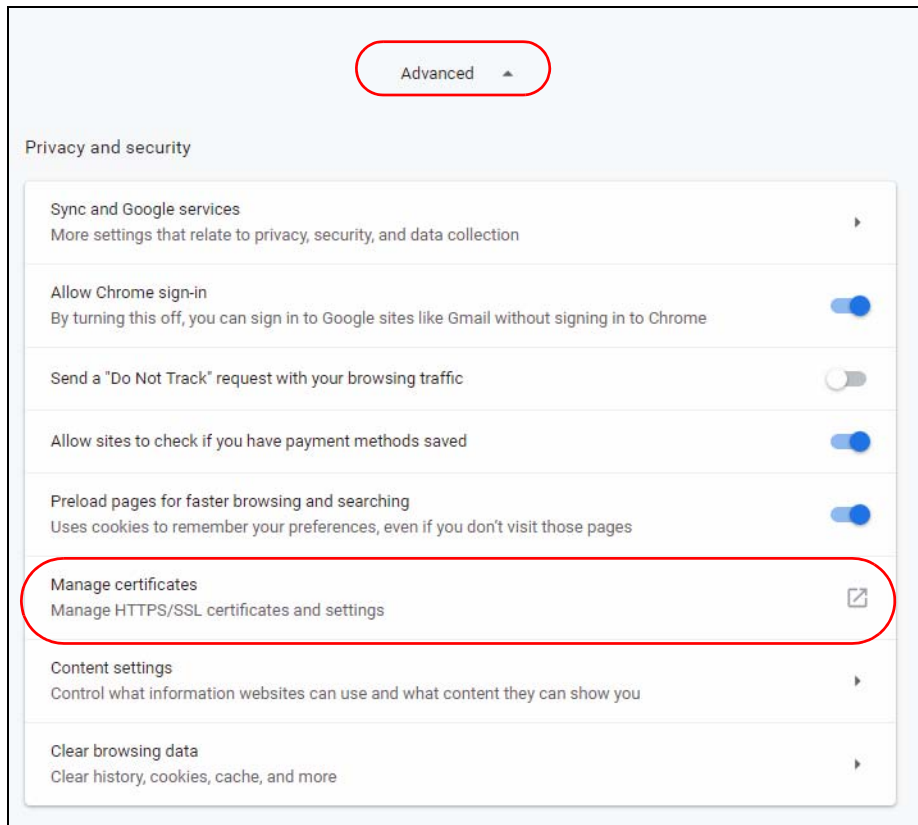 Advanced
Privacy and security
Sync and Google services
More settings that relate to privacy, security, and data collection
Allow Chrome sign-in
By turning this off, you can sign in to Google sites like Gmail without signing in to Chrome
Send a "Do Not Track" request with your browsing traffic
Allow sites to check if you have payment methods saved
Preload pages for faster browsing and searching
Uses cookies to remember your preferences, even if you don't visit those pages
Manage certificates
Manage HTTPS/SSL certificates and settings
Content settings
Control what information websites can use and what content they can show you
Clear browsing data
Clear history, cookies, cache, and more